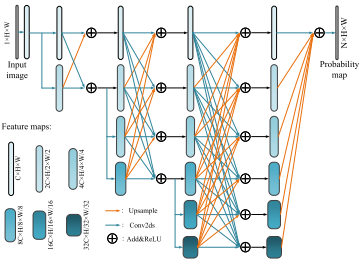 1×H×W
Input
image
N×H×W
Probability
map
Feature maps:
C×H×W
2C×H/2×W/2
4C×H/4×W/4
8C×H/8×W/8
16C×H/16×W/16
32C×H/32×W/32
: Upsample
: Conv2ds
: Add&ReLU